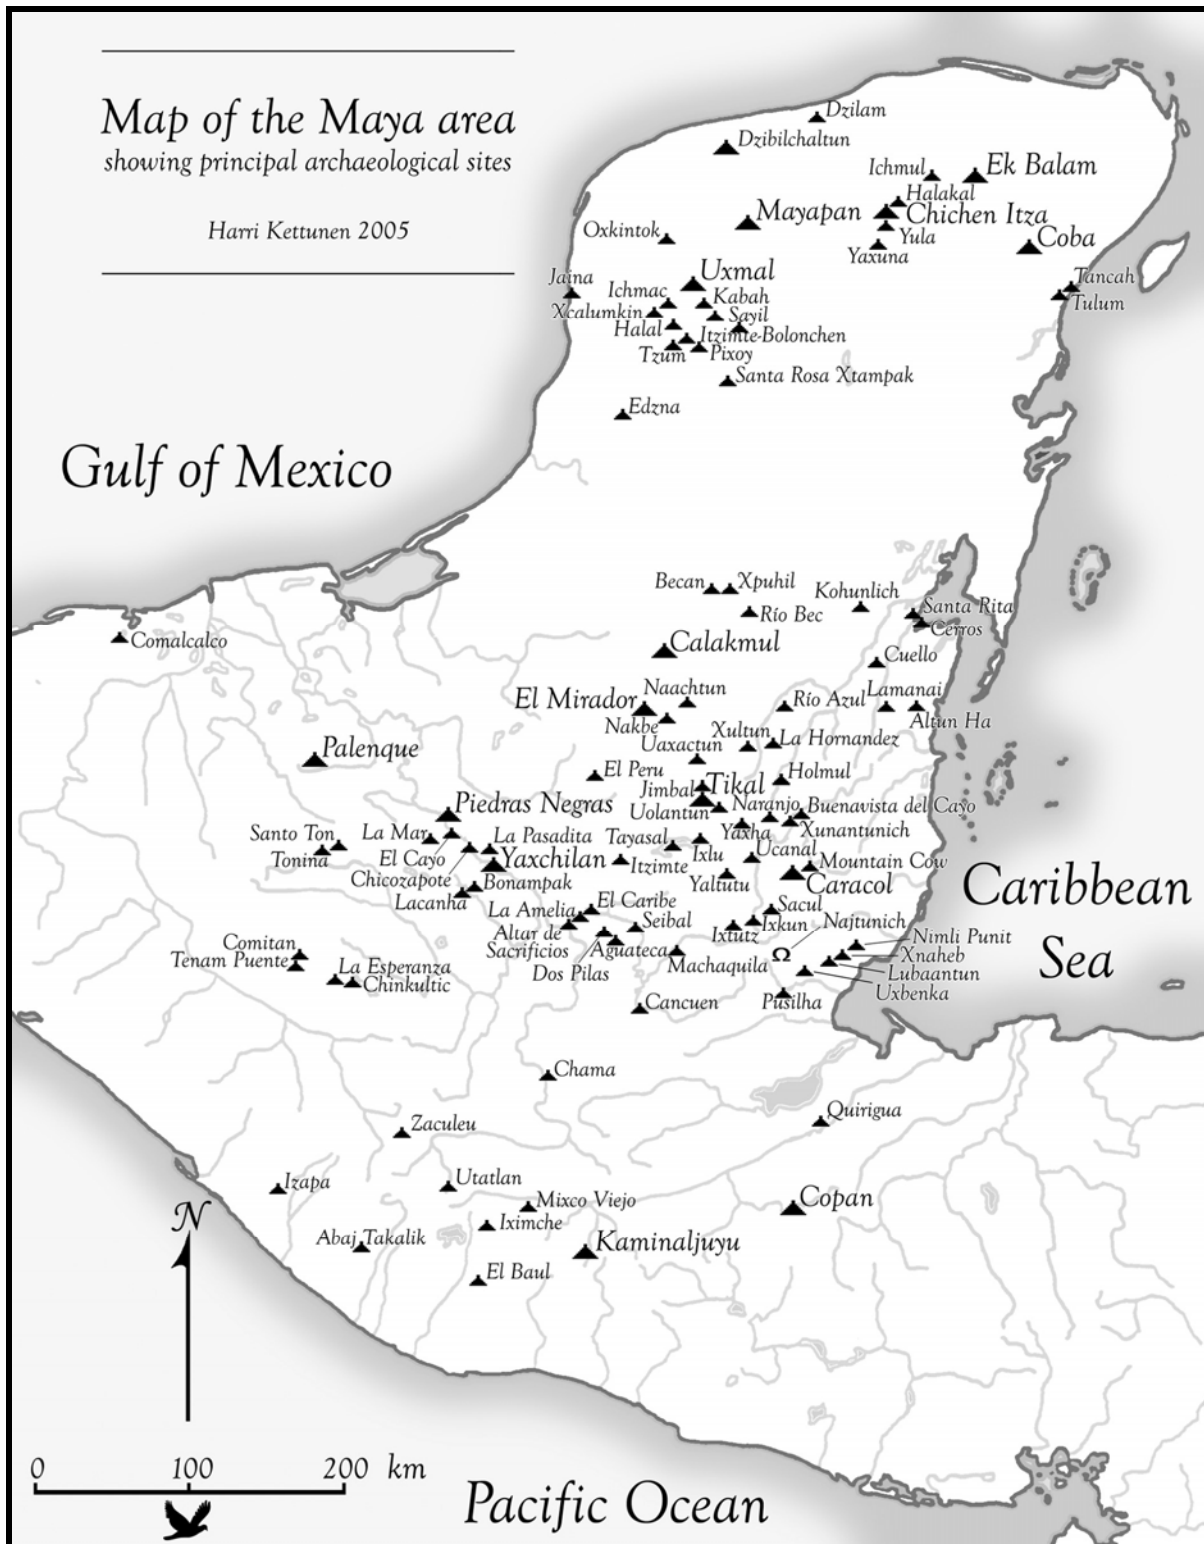 Map of the Maya area
showing principal archaeological sites
Harri Kettunen 2005
Dzilam
Dzibilchaltun
Ichmul
Ek Balam
Halakal
Mayapan
Chichen Itza
Oxkintok
Yula
Coba
Yaxuna
Uxmal
Jaina
Tancah
Ichmac
Kabah
Tulum
Xcalumkin
Sayil
Halal
Itzimte-Bolonchen
Tzum
Pixoy
Santa Rosa Xtampak
Edzna
Gulf of Mexico
Becan
Xpuhil
Kohunlich
Río Bec
Santa Rita
Cerros
Comalcalco
Calakmul
Cuello
El Mirador
Naachtun
Río Azul
Lamanai
Nakbe
Altun Ha
Xultun
La Hornandez
Palenque
Uaxactun
El Peru
Holmul
Jimbal
Tikal
Piedras Negras
Uolantun
Naranjo
Buenavista del Cayo
Santo Ton
La Mar
La Pasadita
Tayasal
Yaxha
Xunantunich
Tonina
El Cayo
Yaxchilan
Itzimte
Ixlu
Ucanal
Mountain Cow
Chicozapote
Bonampak
Yaltutu
Caracol
Caribbean
Sea
Lacanha
El Caribe
Sacul
La Amelia
Seibal
Ixkun
Najtunich
Altar de
Sacrificios
Ixtutz
Nimli Punit
Comitan
Aguateca
Xnaheb
Tenam Puente
La Esperanza
Dos Pilas
Machaquila
Lubaantun
Chinkultic
Uxbenka
Cancuen
Pusilha
Chama
Quirigua
Zaculeu
Izapa
Utatlan
Mixco Viejo
Copan
N
Iximche
Abaj Takalik
Kaminaljuyu
El Baul
0 100 200 km
Pacific Ocean